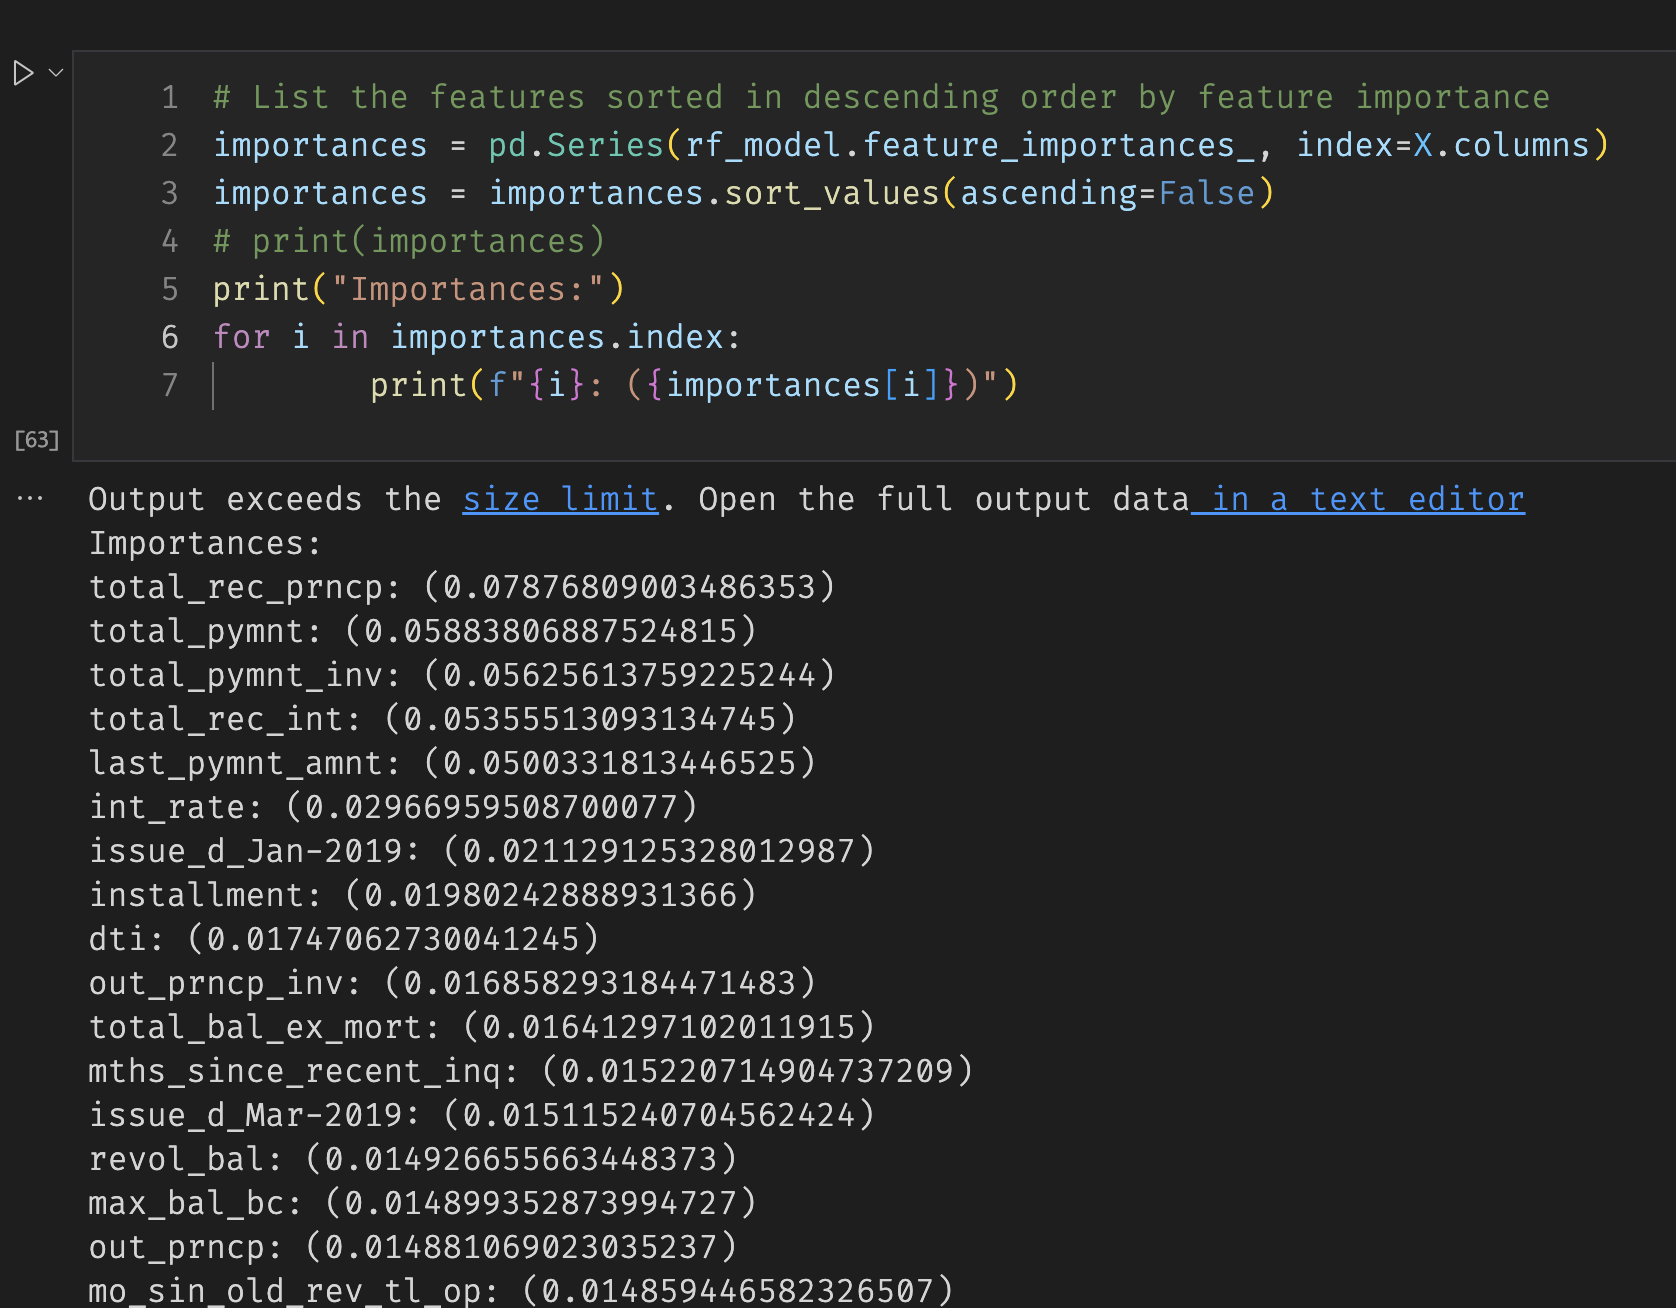 1 # List the features sorted in descending order by feature importance
2 importances = pd.Series(rf_model.feature_importances_, index=X.columns)
3 importances = importances.sort_values(ascending=False)
4 # print(importances)
5 print("Importances:")
6 for i in importances.index:
7         print(f"{i}: ({importances[i]})")
[63]
... Output exceeds the size limit. Open the full output data in a text editor
Importances:
total_rec_prncp: (0.07876809003486353)
total_pymnt: (0.05883806887524815)
total_pymnt_inv: (0.05625613759225244)
total_rec_int: (0.05355513093134745)
last_pymnt_amnt: (0.0500331813446525)
int_rate: (0.02966959508700077)
issue_d_Jan-2019: (0.021129125328012987)
installment: (0.01980242888931366)
dti: (0.01747062730041245)
out_prncp_inv: (0.016858293184471483)
total_bal_ex_mort: (0.01641297102011915)
mths_since_recent_inq: (0.015220714904737209)
issue_d_Mar-2019: (0.015115240704562424)
revol_bal: (0.014926655663448373)
max_bal_bc: (0.014899352873994727)
out_prncp: (0.014881069023035237)
mo_sin_old_rev_tl_op: (0.014859446582326507)